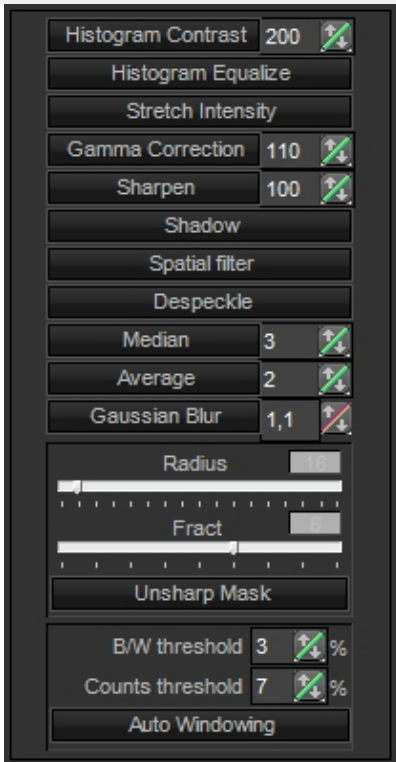 Histogram Contrast 200
Histogram Equalize
Stretch Intensity
Gamma Correction 110
Sharpen 100
Shadow
Spatial filter
Despeckle
Median 3
Average 2
Gaussian Blur 1,1
Radius 16
Fract 6
Unsharp Mask
B/W threshold 3 %
Counts threshold 7 %
Auto Windowing